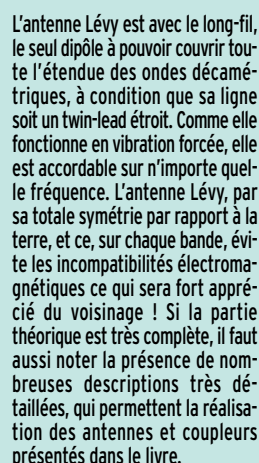 L'antenne Lévy est avec le long-fil,
le seul dipôle à pouvoir couvrir tou-
te l'étendue des ondes décamé-
triques, à condition que sa ligne
soit un twin-lead étroit. Comme elle
fonctionne en vibration forcée, elle
est accordable sur n'importe quel-
le fréquence. L'antenne Lévy, par
sa totale symétrie par rapport à la
terre, et ce, sur chaque bande, évi-
te les incompatibilités électroma-
gnétiques ce qui sera fort appré-
cié du voisinage ! Si la partie
théorique est très complète, il faut
aussi noter la présence de nom-
breuses descriptions très dé-
taillées, qui permettent la réalisa-
tion des antennes et coupleurs
présentés dans le livre.